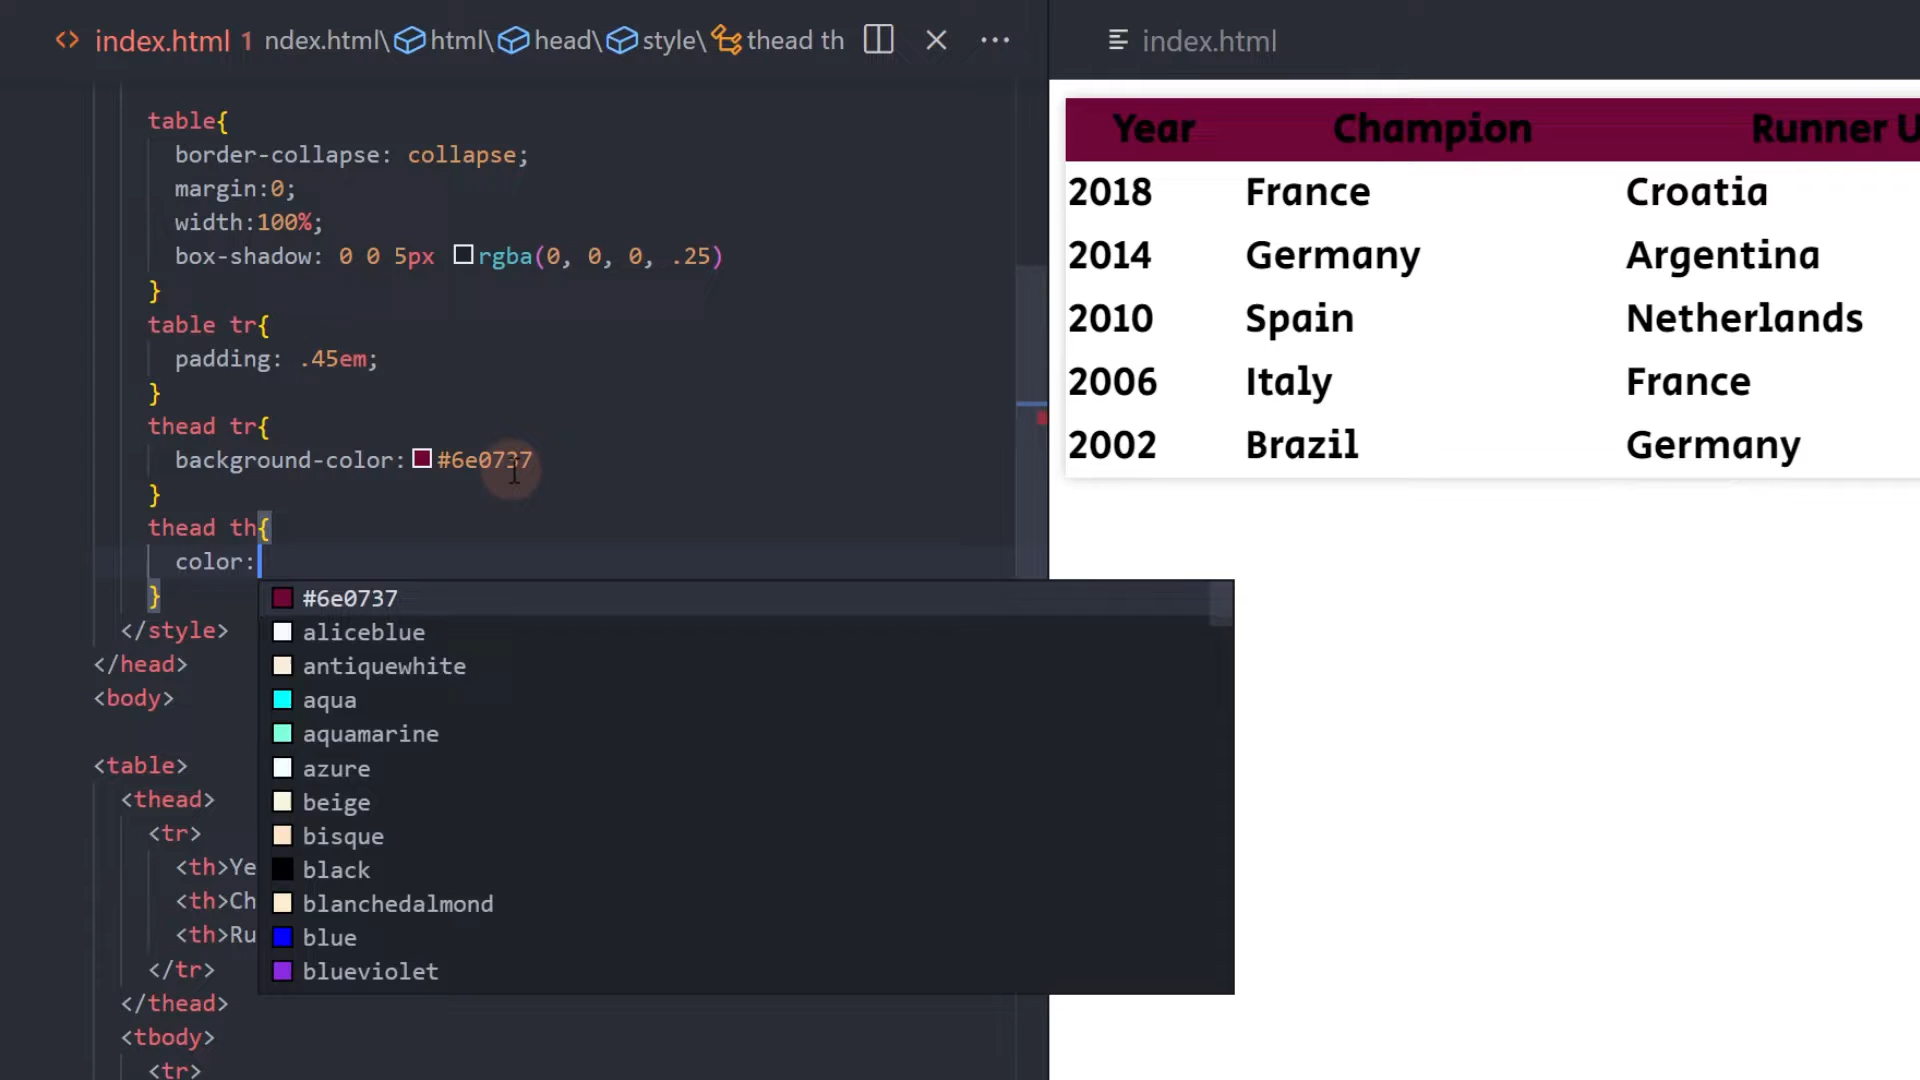 index.html 1 ndex.html\html\head\style\thead th
table{
border-collapse: collapse;
margin:0;
width:100%;
box-shadow: 0 0 5px rgba(0, 0, 0, .25)
}
table tr{
padding: .45em;
}
thead tr{
background-color: #6e0737
}
thead th{
color:
}
#6e0737
aliceblue
antiquewhite
aqua
aquamarine
azure
beige
bisque
black
blanchedalmond
blue
blueviolet
</style>
</head>
<body>
<table>
<thead>
<tr>
<th>Ye
<th>Ch
<th>Ru
</tr>
</thead>
<tbody>
<tr>
index.html
Year Champion Runner U
2018 France Croatia
2014 Germany Argentina
2010 Spain Netherlands
2006 Italy France
2002 Brazil Germany